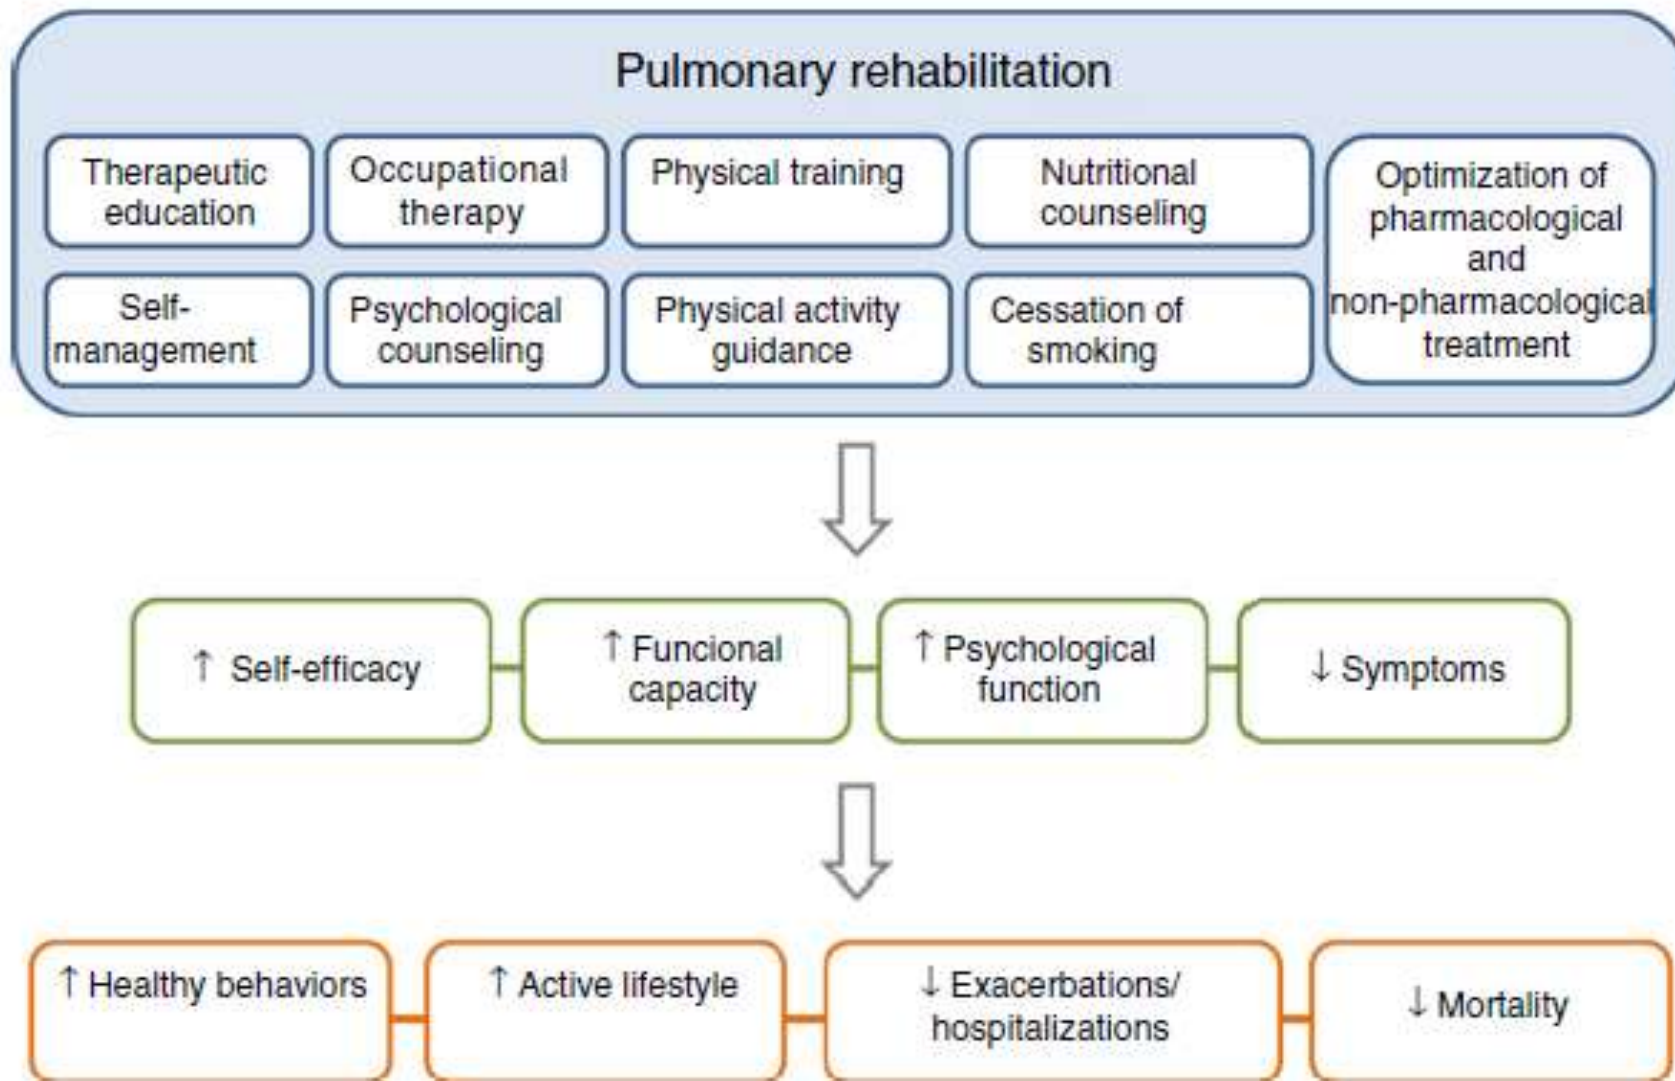 Pulmonary rehabilitation
Therapeutic
education
Occupational
therapy
Physical training
Nutritional
counseling
Optimization of
pharmacological
and
non-pharmacological
treatment
Self-
management
Psychological
counseling
Physical activity
guidance
Cessation of
smoking
↑ Self-efficacy
↑ Funcional
capacity
↑ Psychological
function
↓ Symptoms
↑ Healthy behaviors
↑ Active lifestyle
↓ Exacerbations/
hospitalizations
↓ Mortality